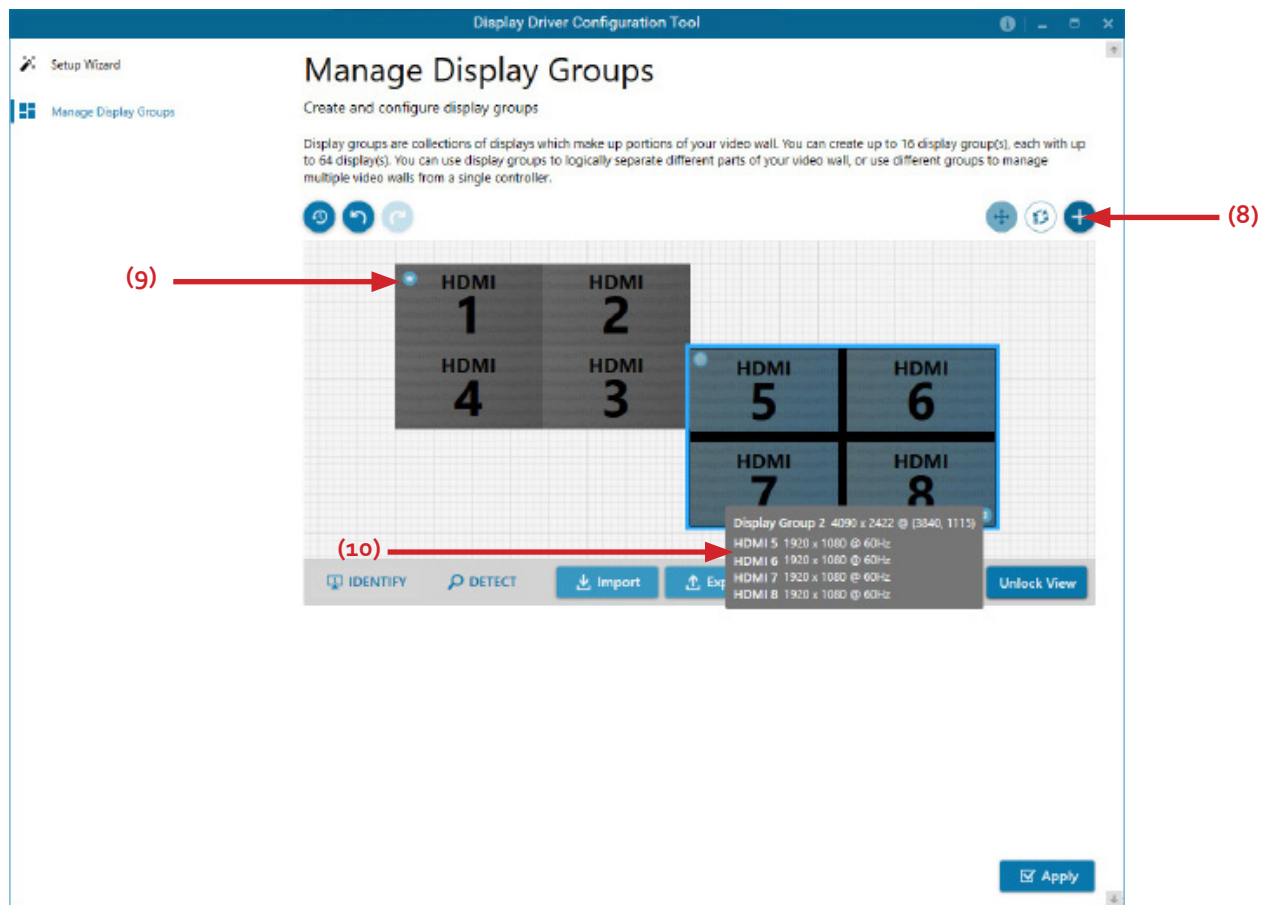 Display Driver Configuration Tool
Setup Wizard
Manage Display Groups
Manage Display Groups
Create and configure display groups
Display groups are collections of displays which make up portions of your video wall. You can create up to 16 display group(s), each with up
to 64 display(s). You can use display groups to logically separate different parts of your video wall, or use different groups to manage
multiple video walls from a single controller.
(8)
(9)
HDMI
1
HDMI
2
HDMI
4
HDMI
3
HDMI
5
HDMI
6
HDMI
7
HDMI
8
Display Group 2 4090 x 2422 @ (3840, 1115)
HDMI 5 1920 x 1080 @ 60Hz
HDMI 6 1920 x 1080 @ 60Hz
HDMI 7 1920 x 1080 @ 60Hz
HDMI 8 1920 x 1080 @ 60Hz
(10)
IDENTIFY
DETECT
Import
Exp
Unlock View
Apply